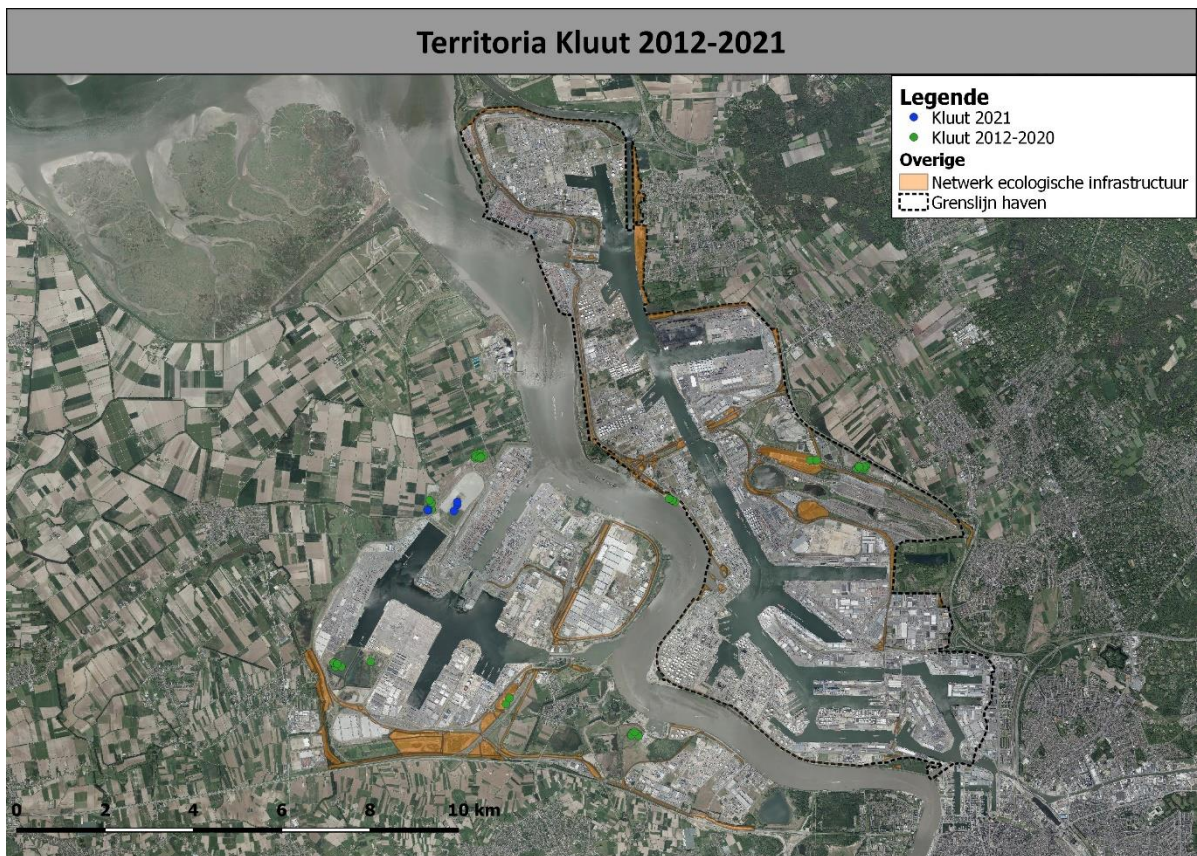 Territoria Kluut 2012-2021
Legende
Kluut 2021
Kluut 2012-2020
Overige
Netwerk ecologische infrastructuur
Grenslijn haven
0 2 4 6 8 10 km